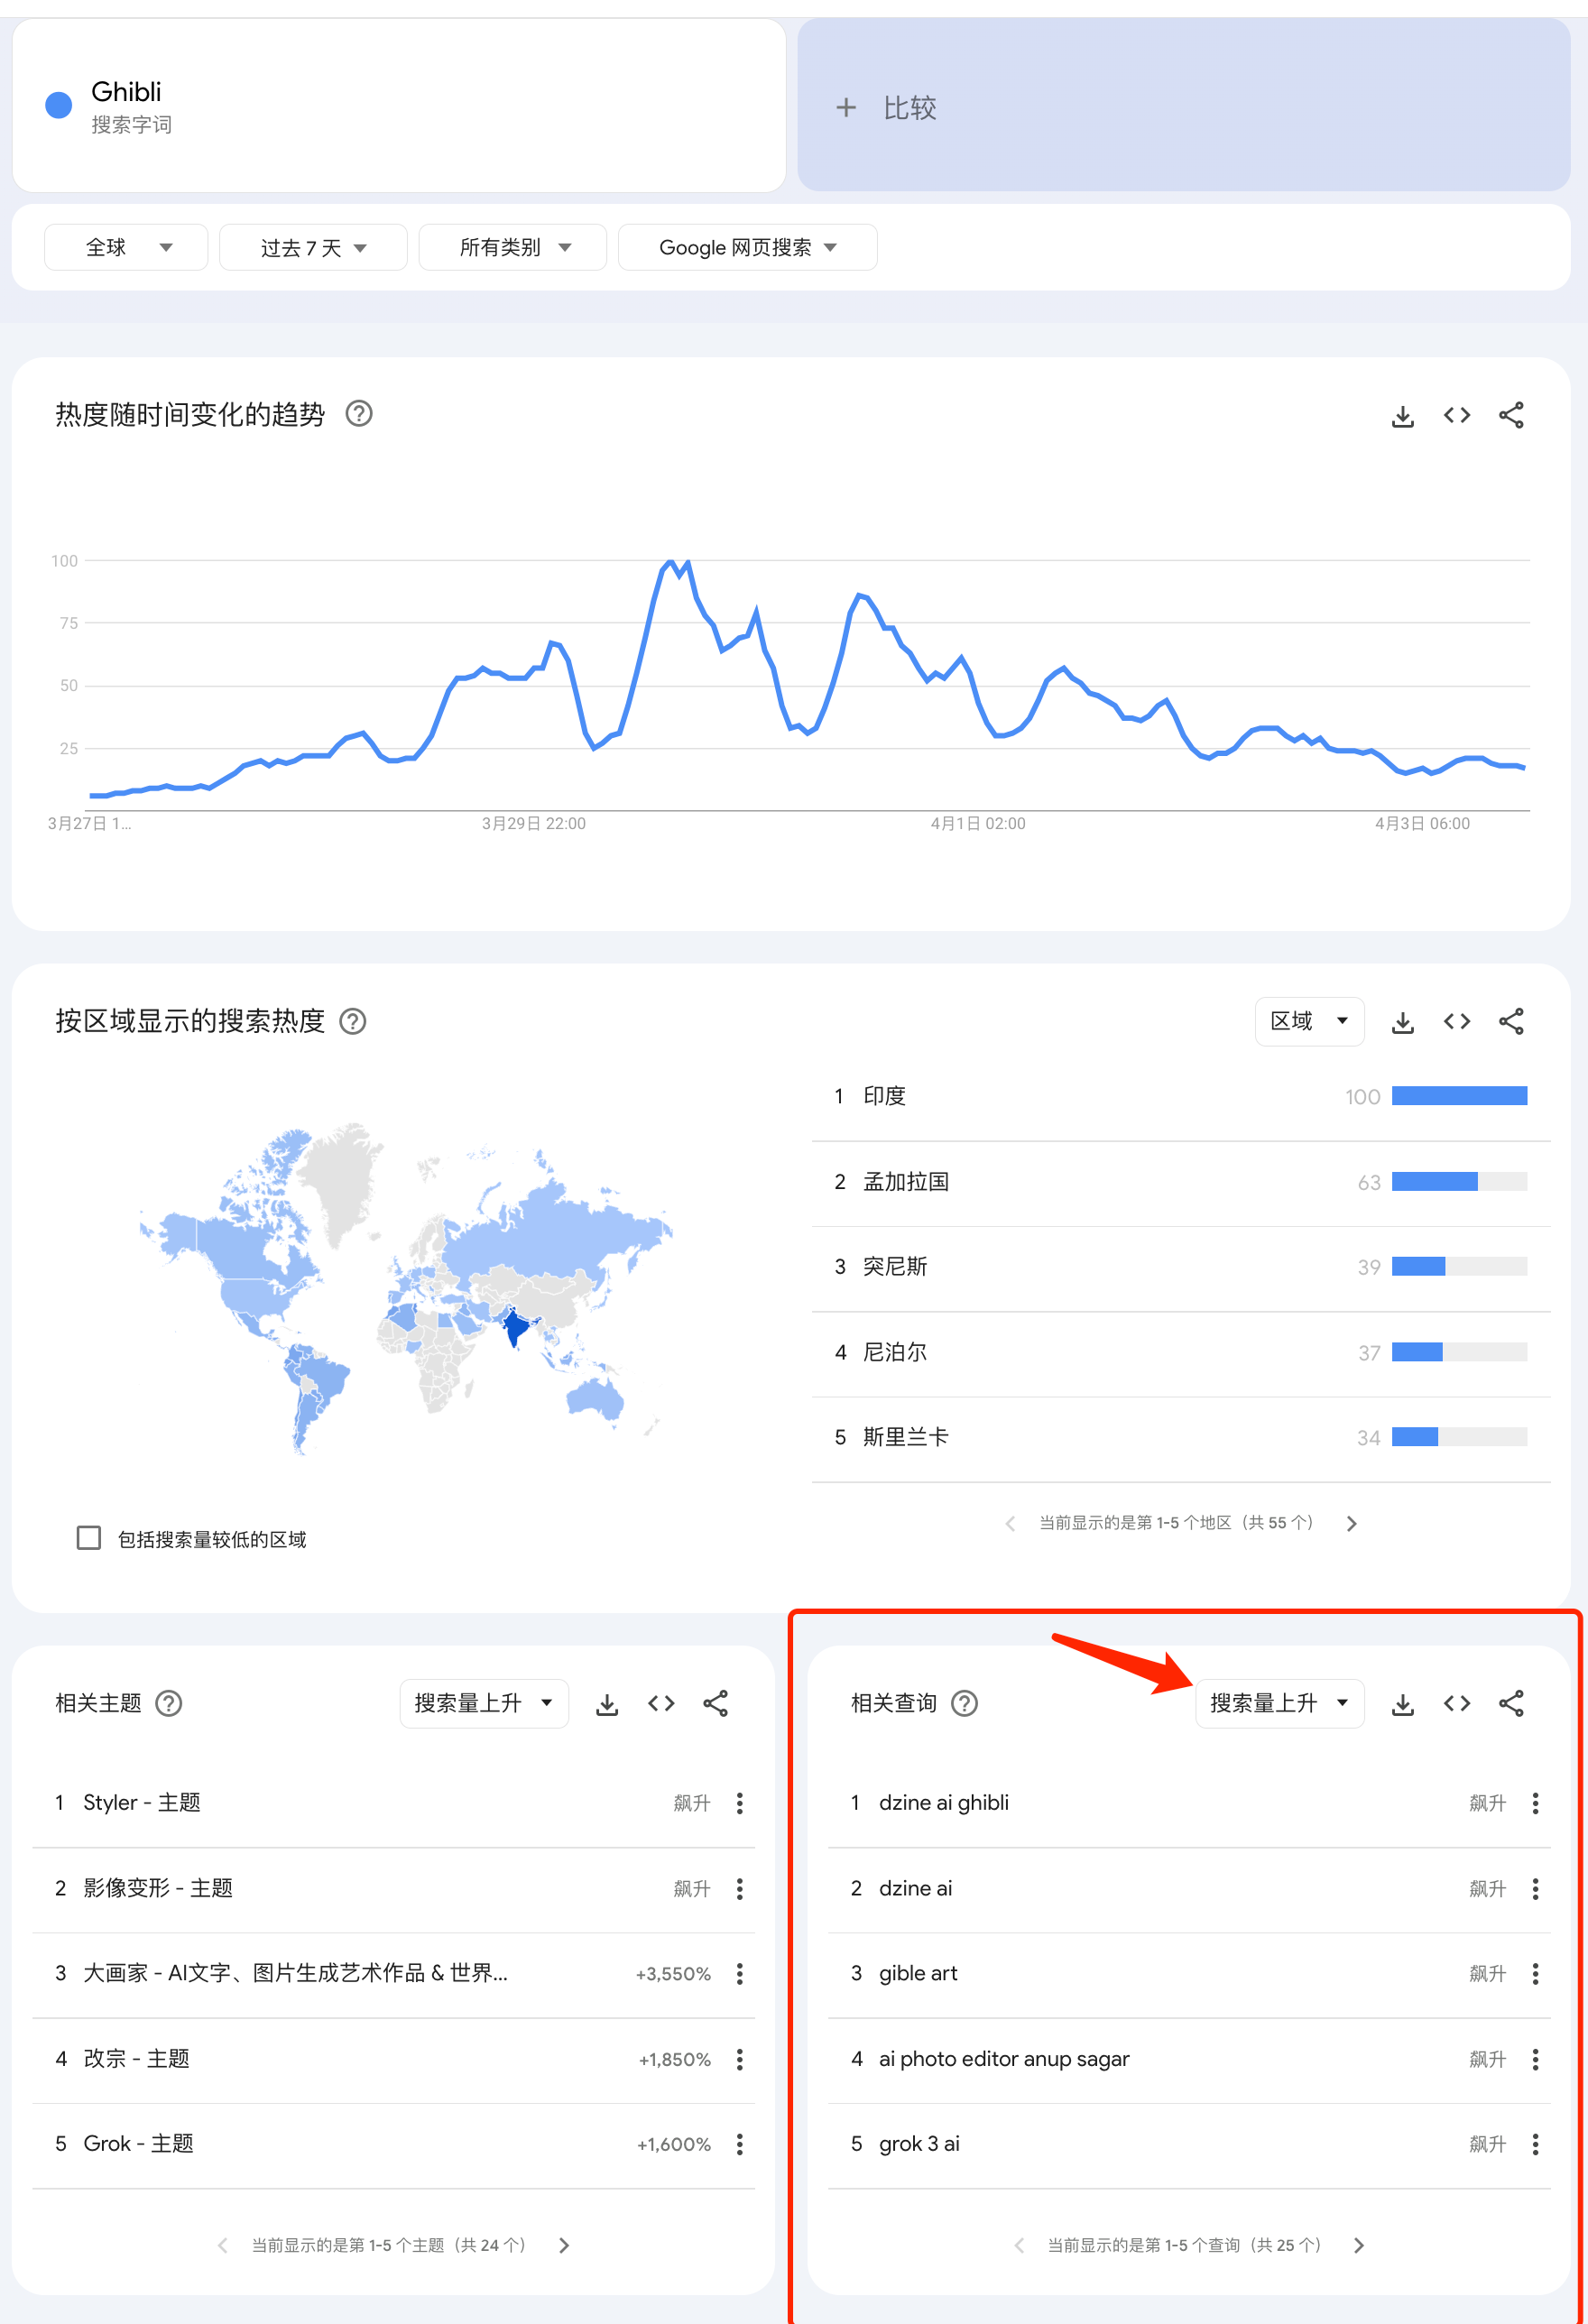 Ghibli
搜索字词
+ 比较
全球
过去 7 天
所有类别
Google 网页搜索
热度随时间变化的趋势
100
75
50
25
3月27日 1...
3月29日 22:00
4月1日 02:00
4月3日 06:00
按区域显示的搜索热度
区域
1 印度 100
2 孟加拉国 63
3 突尼斯 39
4 尼泊尔 37
5 斯里兰卡 34
包括搜索量较低的区域
当前显示的是第 1-5 个地区（共 55 个）
相关主题
搜索量上升
1 Styler - 主题 飙升
2 影像变形 - 主题 飙升
3 大画家 - AI文字、图片生成艺术作品 & 世界... +3,550%
4 改宗 - 主题 +1,850%
5 Grok - 主题 +1,600%
当前显示的是第 1-5 个主题（共 24 个）
相关查询
搜索量上升
1 dzine ai ghibli 飙升
2 dzine ai 飙升
3 gible art 飙升
4 ai photo editor anup sagar 飙升
5 grok 3 ai 飙升
当前显示的是第 1-5 个查询（共 25 个）